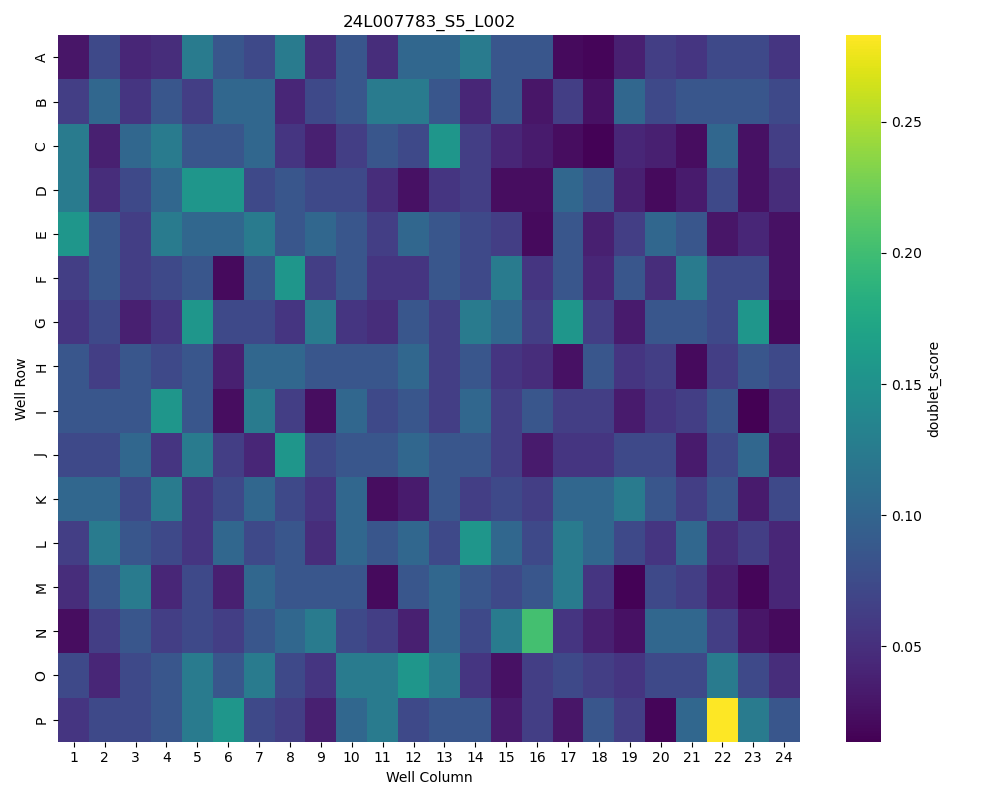 24L007783_S5_L002
A
B
C
D
E
F
G
H
I
J
K
L
M
N
O
P
Well Row
1 2 3 4 5 6 7 8 9 10 11 12 13 14 15 16 17 18 19 20 21 22 23 24
Well Column
0.25
0.20
0.15
0.10
0.05
doublet_score